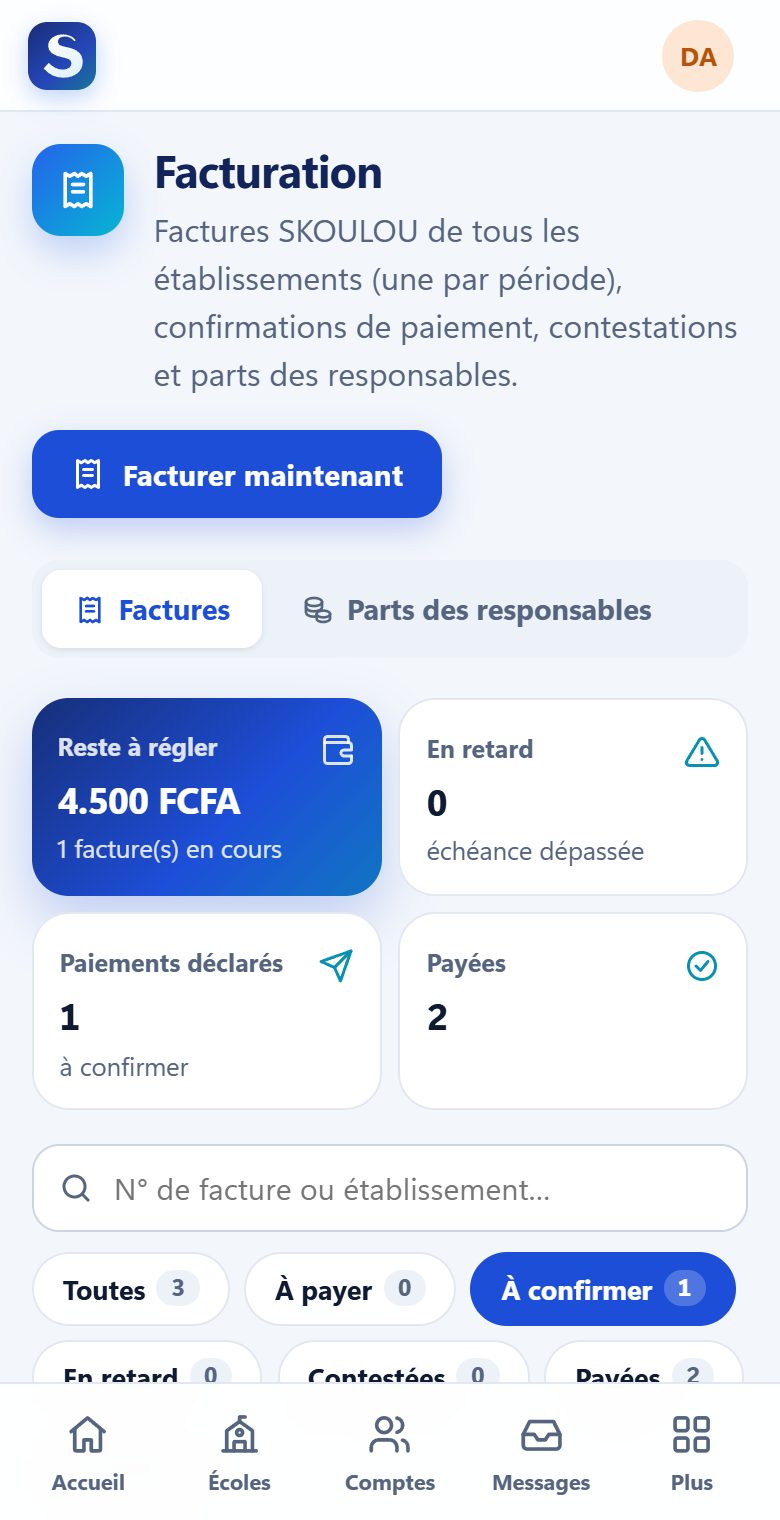 S
DA
Facturation
Factures SKOULOU de tous les
établissements (une par période),
confirmations de paiement, contestations
et parts des responsables.
Facturer maintenant
Factures
Parts des responsables
Reste à régler
4.500 FCFA
1 facture(s) en cours
En retard
0
échéance dépassée
Paiements déclarés
1
à confirmer
Payées
2
N° de facture ou établissement...
Toutes 3
À payer 0
À confirmer 1
En retard 0
Contestées 0
Payées 2
Accueil
Écoles
Comptes
Messages
Plus